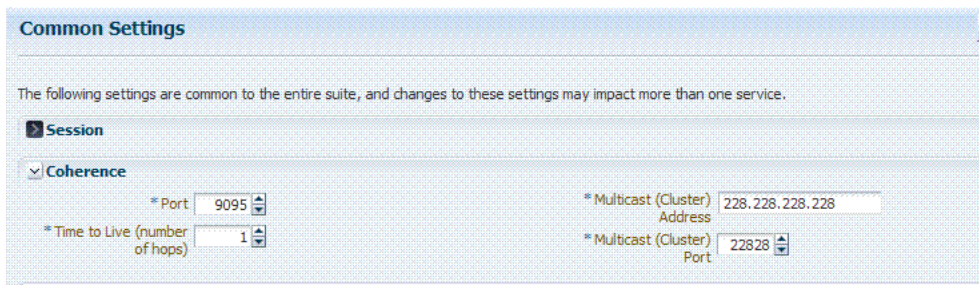 Common Settings
The following settings are common to the entire suite, and changes to these settings may impact more than one service.
Session
Coherence
* Port 9095
* Time to Live (number of hops) 1
* Multicast (Cluster) Address 228.228.228.228
* Multicast (Cluster) Port 22828